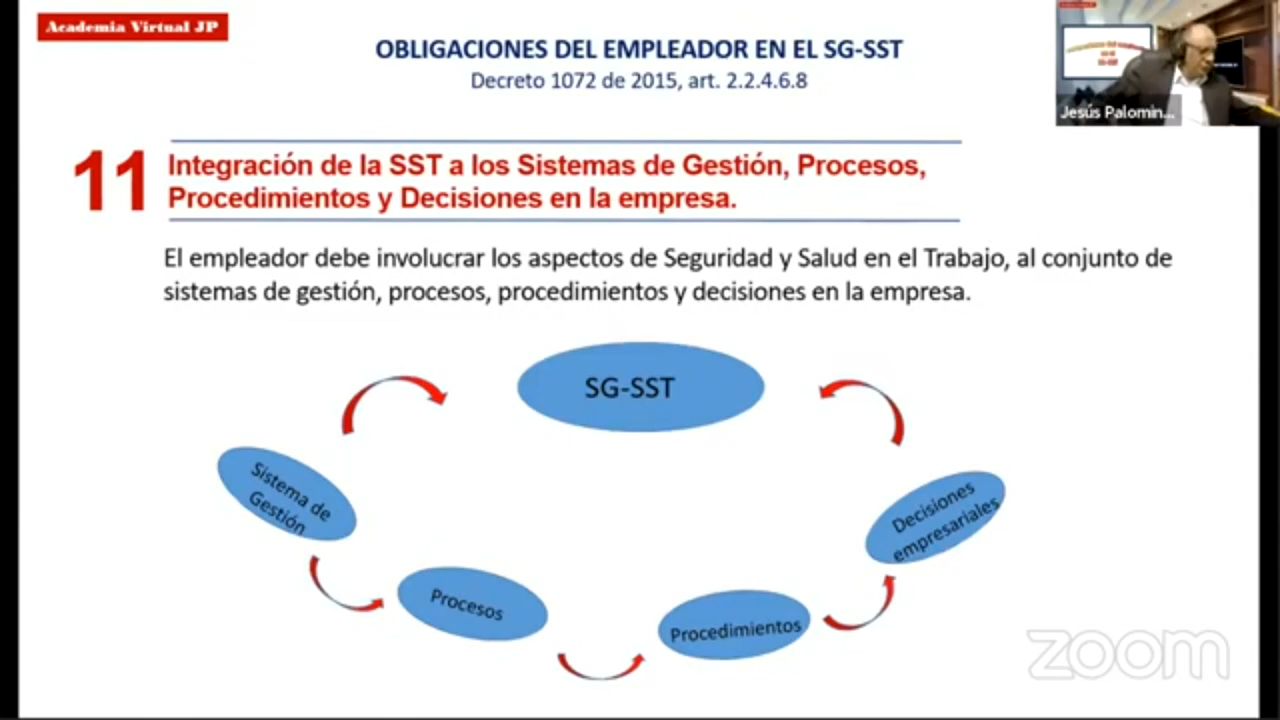 Academia Virtual JP
OBLIGACIONES DEL EMPLEADOR EN EL SG-SST
Decreto 1072 de 2015, art. 2.2.4.6.8
Jesús Palomin...
11
Integración de la SST a los Sistemas de Gestión, Procesos,
Procedimientos y Decisiones en la empresa.
El empleador debe involucrar los aspectos de Seguridad y Salud en el Trabajo, al conjunto de
sistemas de gestión, procesos, procedimientos y decisiones en la empresa.
SG-SST
Sistema de
Gestión
Decisiones
empresariales
Procesos
Procedimientos
zoom